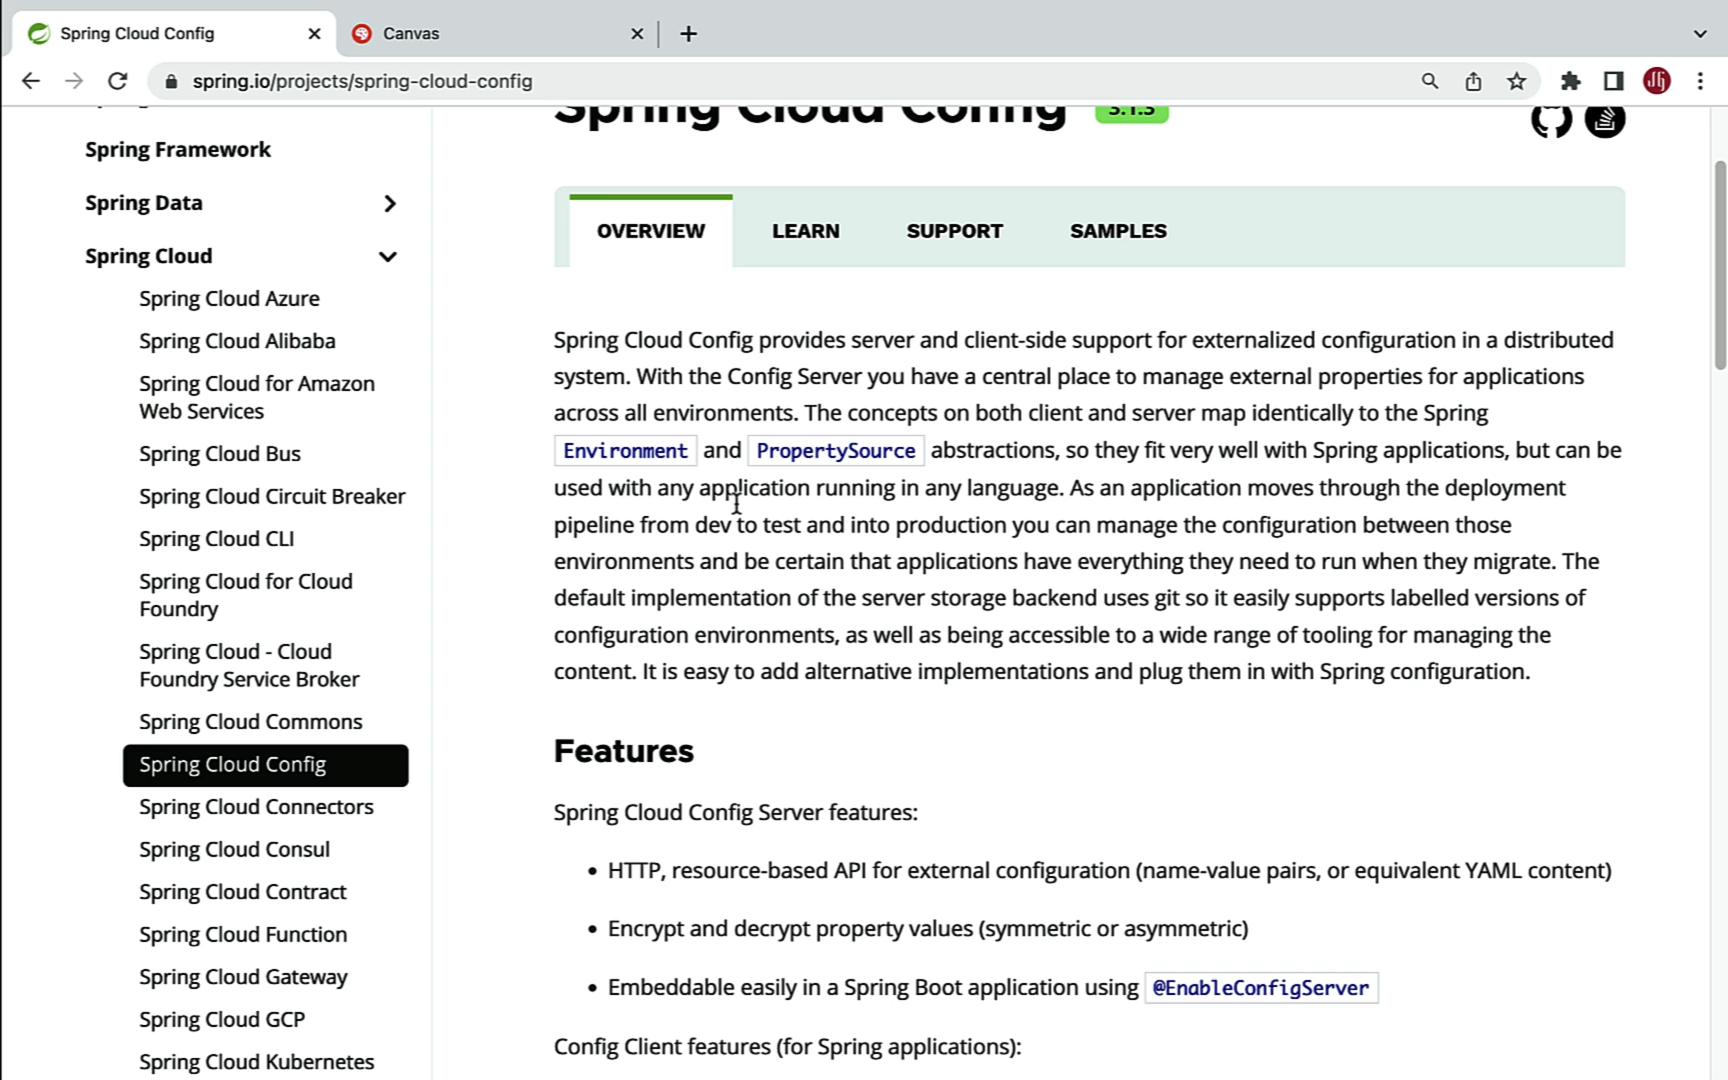 Spring Cloud Config
Canvas
spring.io/projects/spring-cloud-config
Spring Framework
Spring Data
Spring Cloud
Spring Cloud Azure
Spring Cloud Alibaba
Spring Cloud for Amazon
Web Services
Spring Cloud Bus
Spring Cloud Circuit Breaker
Spring Cloud CLI
Spring Cloud for Cloud
Foundry
Spring Cloud - Cloud
Foundry Service Broker
Spring Cloud Commons
Spring Cloud Config
Spring Cloud Connectors
Spring Cloud Consul
Spring Cloud Contract
Spring Cloud Function
Spring Cloud Gateway
Spring Cloud GCP
Spring Cloud Kubernetes
Spring Cloud Config 3.1.3
OVERVIEW LEARN SUPPORT SAMPLES
Spring Cloud Config provides server and client-side support for externalized configuration in a distributed
system. With the Config Server you have a central place to manage external properties for applications
across all environments. The concepts on both client and server map identically to the Spring
Environment and PropertySource abstractions, so they fit very well with Spring applications, but can be
used with any application running in any language. As an application moves through the deployment
pipeline from dev to test and into production you can manage the configuration between those
environments and be certain that applications have everything they need to run when they migrate. The
default implementation of the server storage backend uses git so it easily supports labelled versions of
configuration environments, as well as being accessible to a wide range of tooling for managing the
content. It is easy to add alternative implementations and plug them in with Spring configuration.
Features
Spring Cloud Config Server features:
• HTTP, resource-based API for external configuration (name-value pairs, or equivalent YAML content)
• Encrypt and decrypt property values (symmetric or asymmetric)
• Embeddable easily in a Spring Boot application using @EnableConfigServer
Config Client features (for Spring applications):